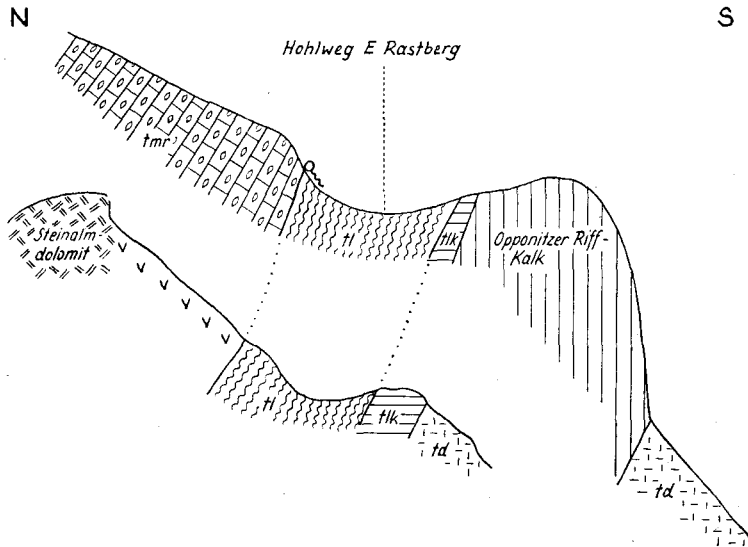 N
S
Hohlweg E Rastberg
tmr
tl
tlk
Opponitzer Riff-
Kalk
Steinalm-
dolomit
tl
tlk
td
td